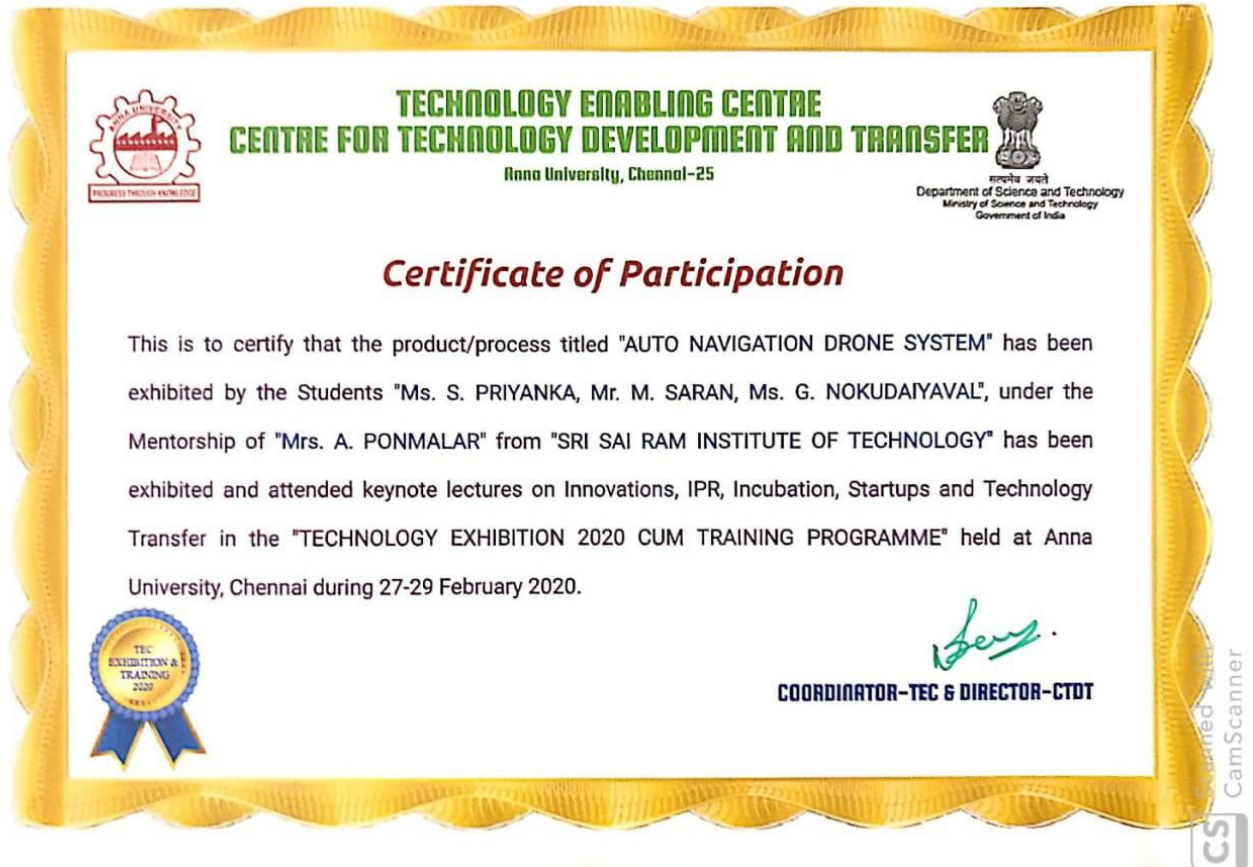 ANNA UNIVERSITY
PROGRESS THROUGH KNOWLEDGE
TECHNOLOGY ENABLING CENTRE
CENTRE FOR TECHNOLOGY DEVELOPMENT AND TRANSFER
Anna University, Chennai-25
सत्यमेव जयते
Department of Science and Technology
Ministry of Science and Technology
Government of India
Certificate of Participation
This is to certify that the product/process titled "AUTO NAVIGATION DRONE SYSTEM" has been
exhibited by the Students "Ms. S. PRIYANKA, Mr. M. SARAN, Ms. G. NOKUDAIYAVAL", under the
Mentorship of "Mrs. A. PONMALAR" from "SRI SAI RAM INSTITUTE OF TECHNOLOGY" has been
exhibited and attended keynote lectures on Innovations, IPR, Incubation, Startups and Technology
Transfer in the "TECHNOLOGY EXHIBITION 2020 CUM TRAINING PROGRAMME" held at Anna
University, Chennai during 27-29 February 2020.
TEC
EXHIBITION &
TRAINING
2020
COORDINATOR-TEC & DIRECTOR-CTDT
CS
Scanned with
CamScanner